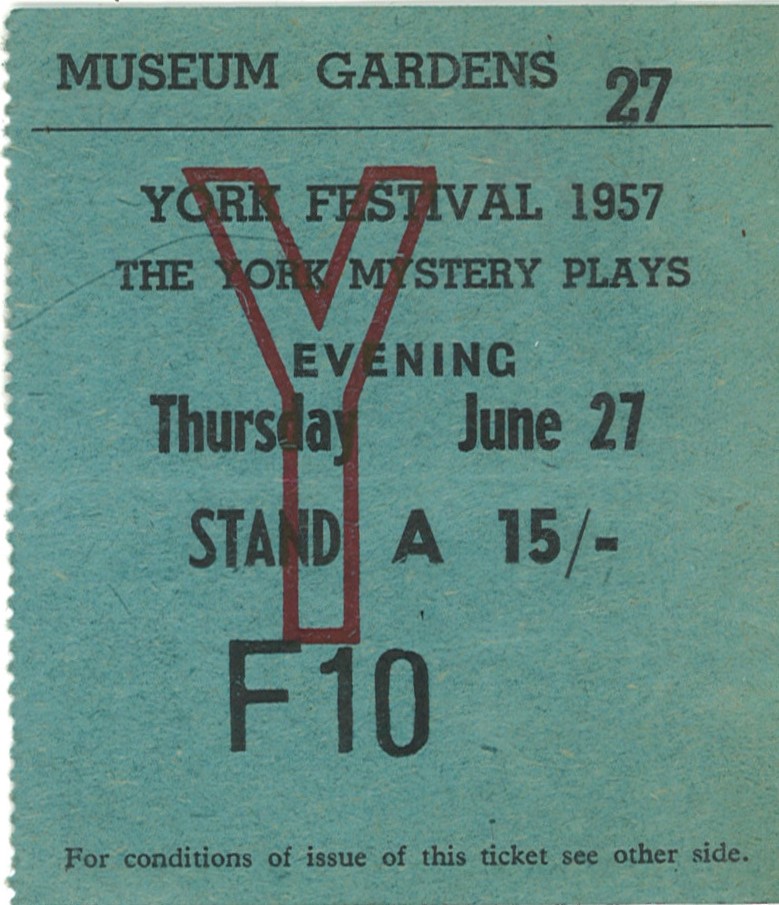 MUSEUM GARDENS 27
YORK FESTIVAL 1957
THE YORK MYSTERY PLAYS
EVENING
Thursday June 27
STAND A 15/-
Y
F10
For conditions of issue of this ticket see other side.